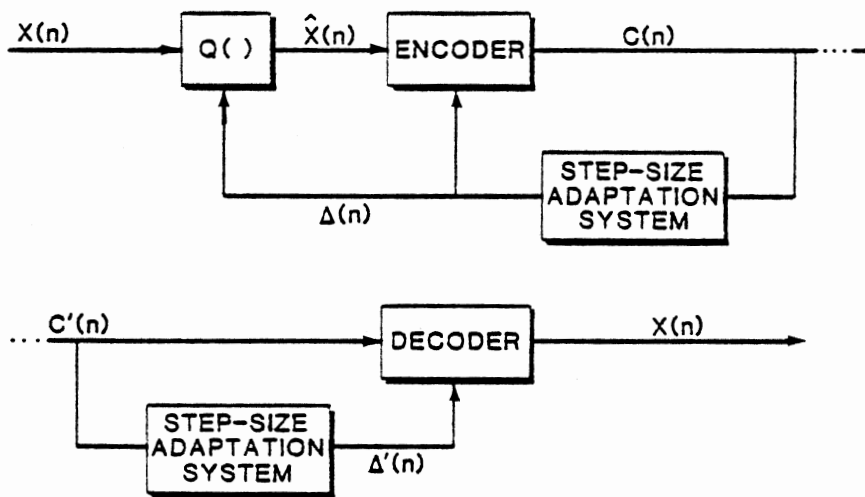 X(n)
Q( )
X̂(n)
ENCODER
C(n)
STEP-SIZE
ADAPTATION
SYSTEM
Δ(n)
C'(n)
DECODER
X(n)
STEP-SIZE
ADAPTATION
SYSTEM
Δ'(n)